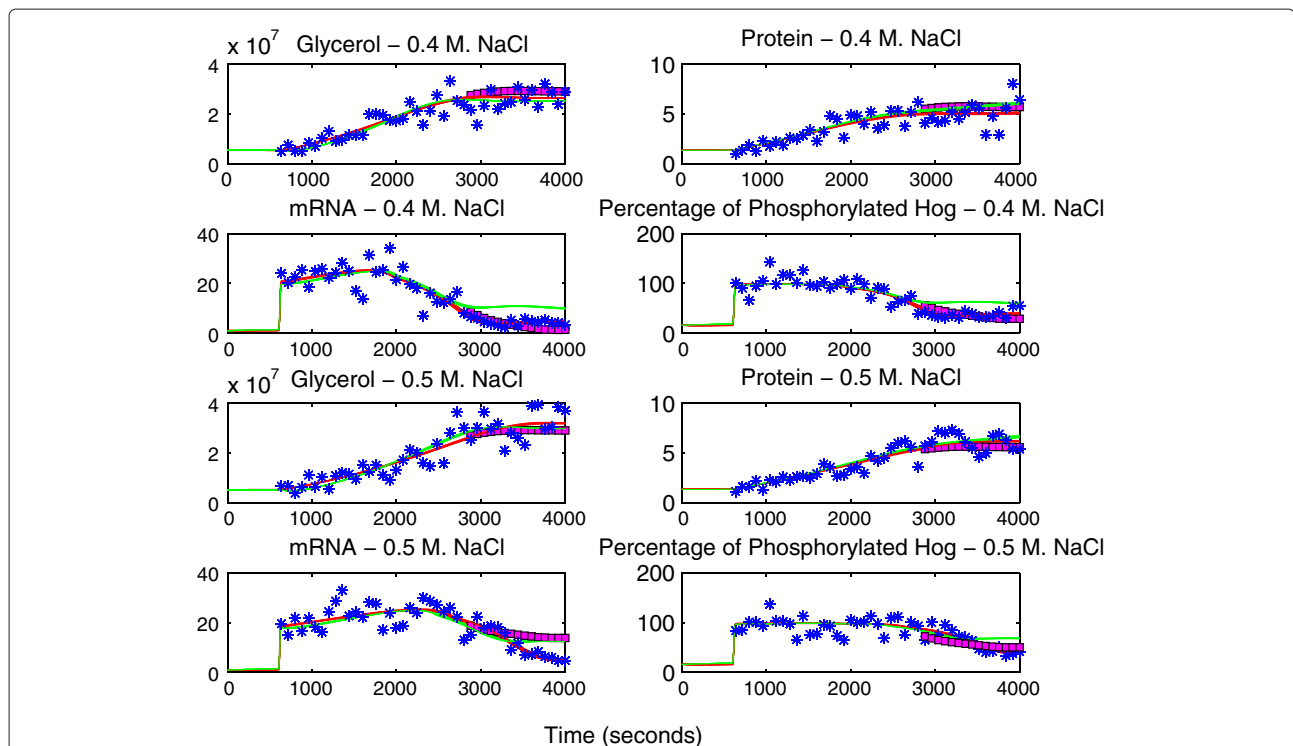 x 10^7
Glycerol – 0.4 M. NaCl
4
2
0
0 1000 2000 3000 4000
Protein – 0.4 M. NaCl
10
5
0
0 1000 2000 3000 4000
mRNA – 0.4 M. NaCl
40
20
0
0 1000 2000 3000 4000
Percentage of Phosphorylated Hog – 0.4 M. NaCl
200
100
0
0 1000 2000 3000 4000
x 10^7
Glycerol – 0.5 M. NaCl
4
2
0
0 1000 2000 3000 4000
Protein – 0.5 M. NaCl
10
5
0
0 1000 2000 3000 4000
mRNA – 0.5 M. NaCl
40
20
0
0 1000 2000 3000 4000
Percentage of Phosphorylated Hog – 0.5 M. NaCl
200
100
0
0 1000 2000 3000 4000
Time (seconds)